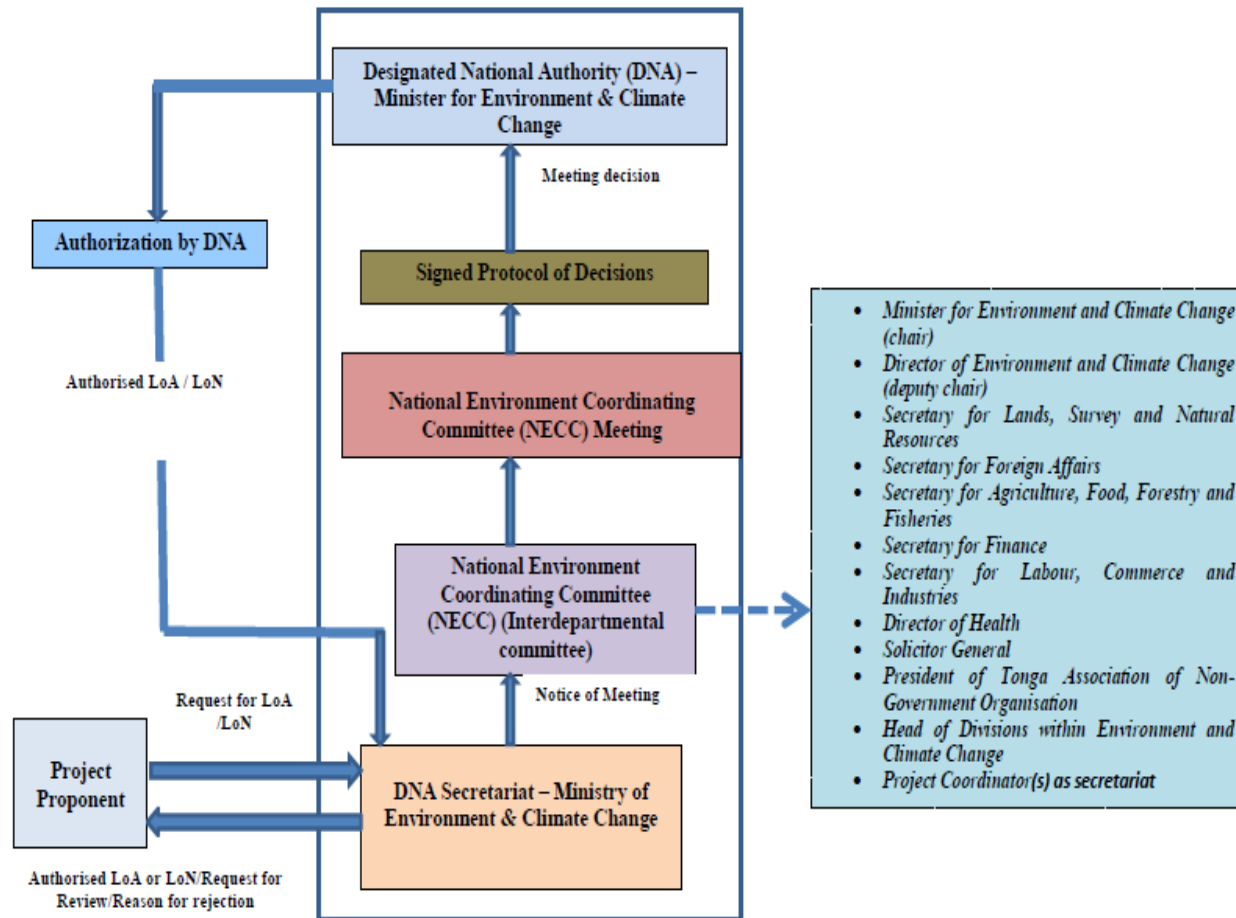 Designated National Authority (DNA) –
Minister for Environment & Climate
Change
Meeting decision
Authorization by DNA
Signed Protocol of Decisions
Authorised LoA / LoN
National Environment Coordinating
Committee (NECC) Meeting
National Environment
Coordinating Committee
(NECC) (Interdepartmental
committee)
Notice of Meeting
Request for LoA
/LoN
Project
Proponent
DNA Secretariat – Ministry of
Environment & Climate Change
Authorised LoA or LoN/Request for
Review/Reason for rejection
• Minister for Environment and Climate Change
(chair)
• Director of Environment and Climate Change
(deputy chair)
• Secretary for Lands, Survey and Natural
Resources
• Secretary for Foreign Affairs
• Secretary for Agriculture, Food, Forestry and
Fisheries
• Secretary for Finance
• Secretary for Labour, Commerce and
Industries
• Director of Health
• Solicitor General
• President of Tonga Association of Non-
Government Organisation
• Head of Divisions within Environment and
Climate Change
• Project Coordinator(s) as secretariat